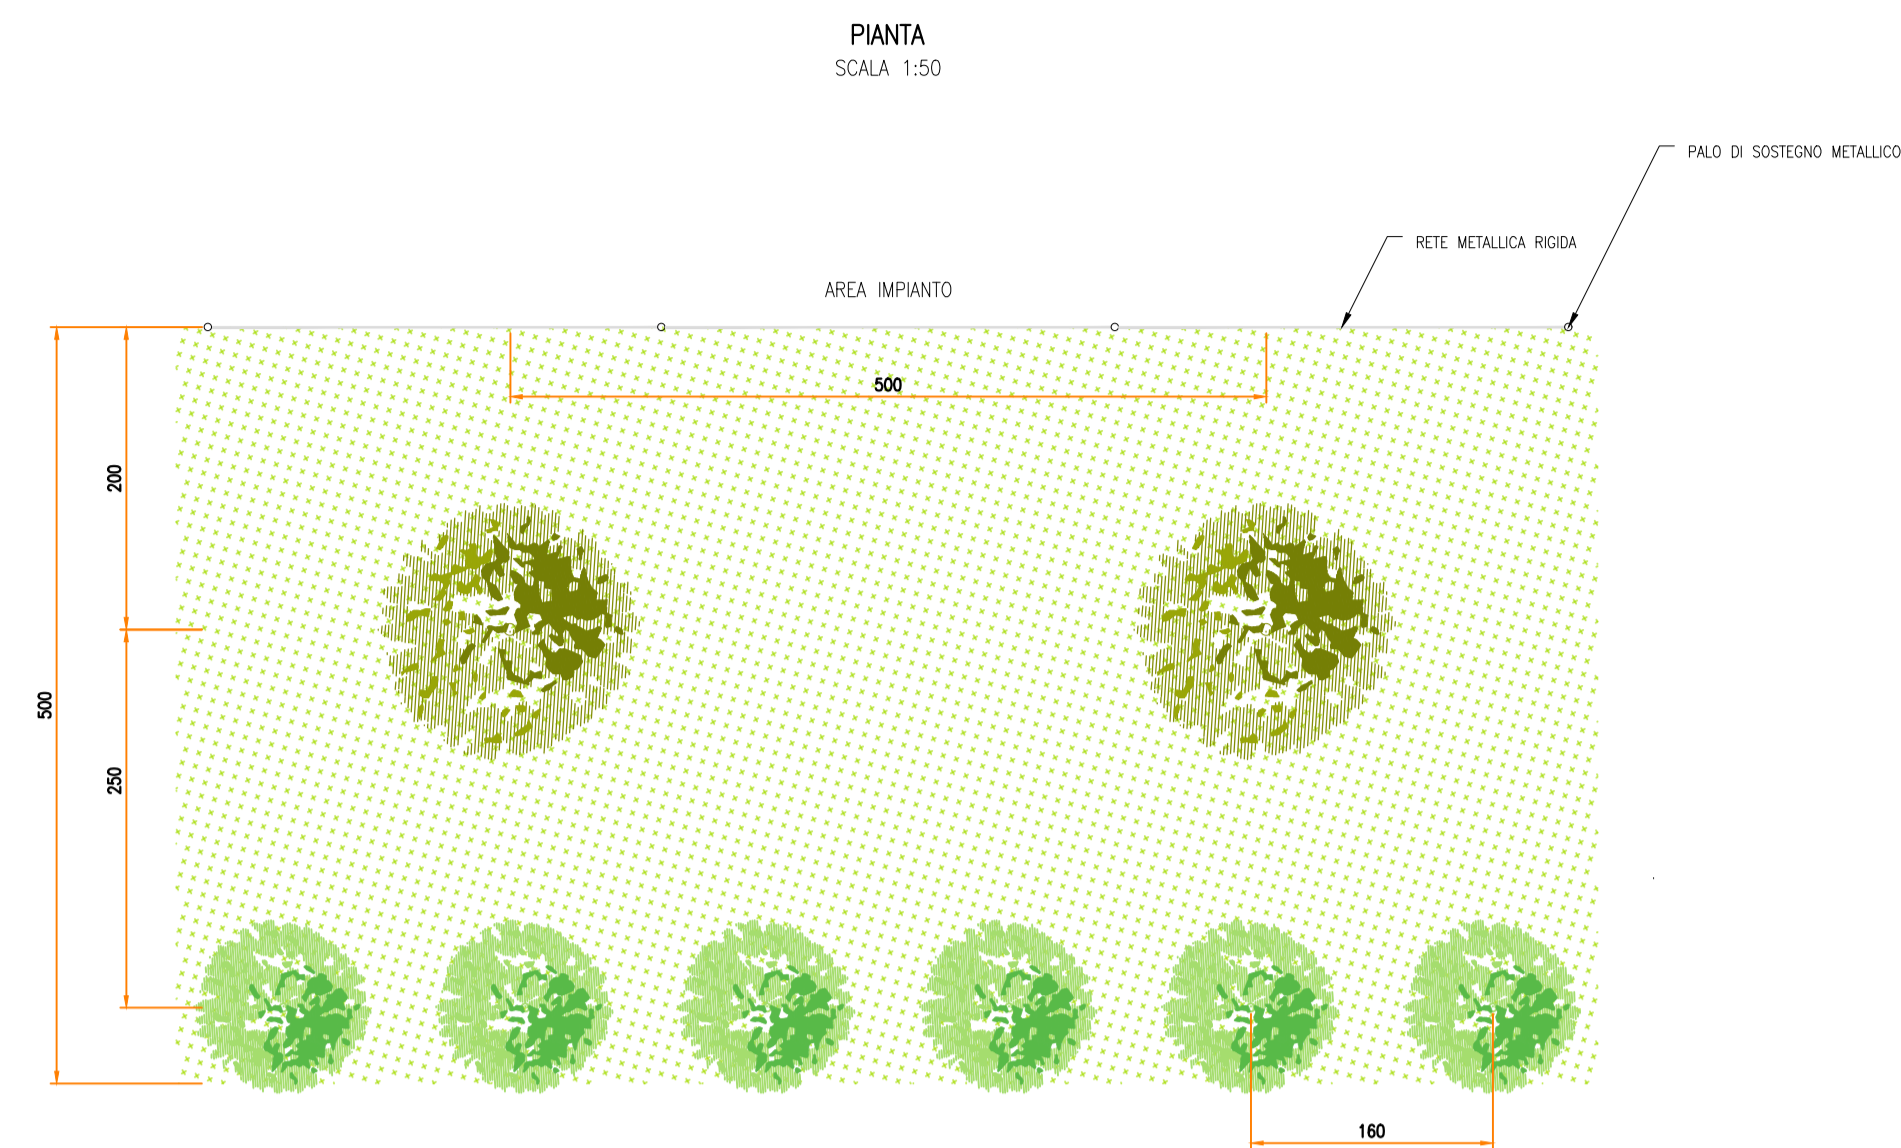 PIANTA
SCALA 1:50
PALO DI SOSTEGNO METALLICO
RETE METALLICA RIGIDA
AREA IMPIANTO
500
200
500
250
160